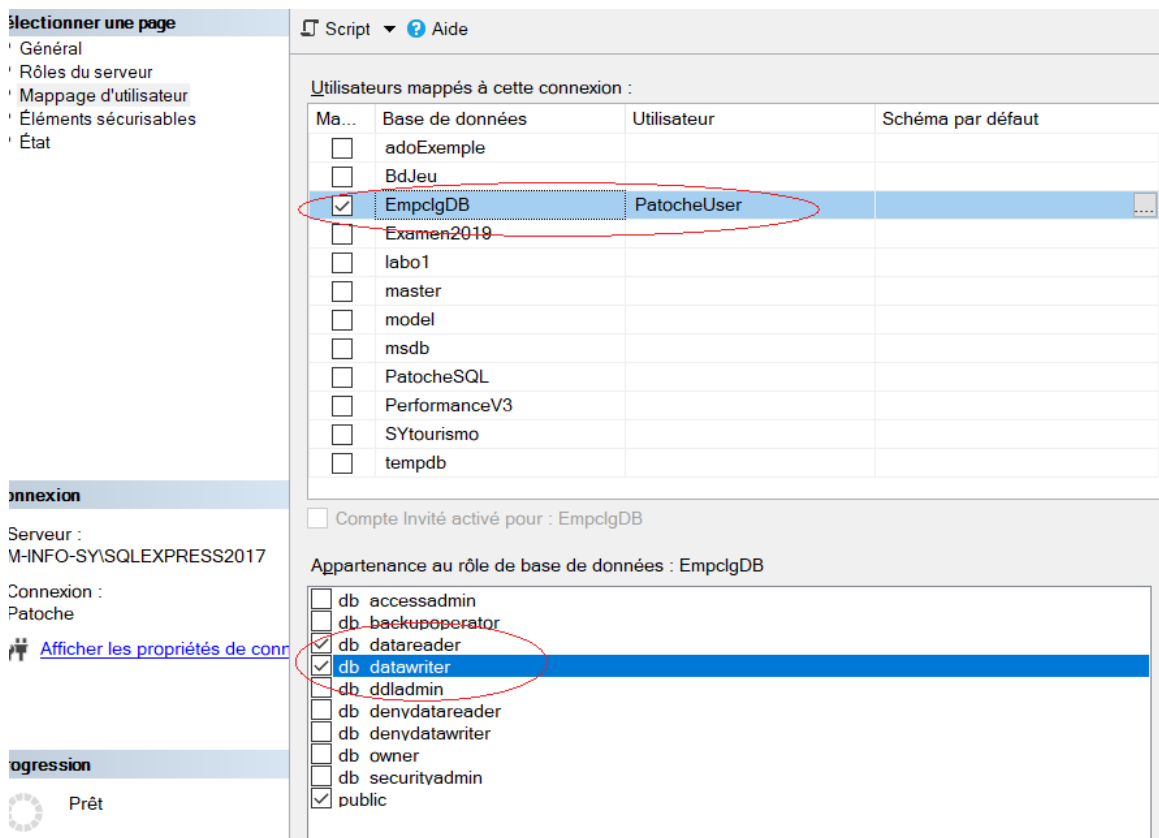 électionner une page
Général
Rôles du serveur
Mappage d'utilisateur
Éléments sécurisables
État
Script Aide
Utilisateurs mappés à cette connexion :
Ma... Base de données Utilisateur Schéma par défaut
adoExemple
BdJeu
EmpclgDB PatocheUser ...
Examen2019
labo1
master
model
msdb
PatocheSQL
PerformanceV3
SYtourismo
tempdb
Compte Invité activé pour : EmpclgDB
Appartenance au rôle de base de données : EmpclgDB
db_accessadmin
db_backupoperator
db_datareader
db_datawriter
db_ddladmin
db_denydatareader
db_denydatawriter
db_owner
db_securityadmin
public
onnexion
Serveur :
M-INFO-SY\SQLEXPRESS2017
Connexion :
Patoche
Afficher les propriétés de conn
rogression
Prêt